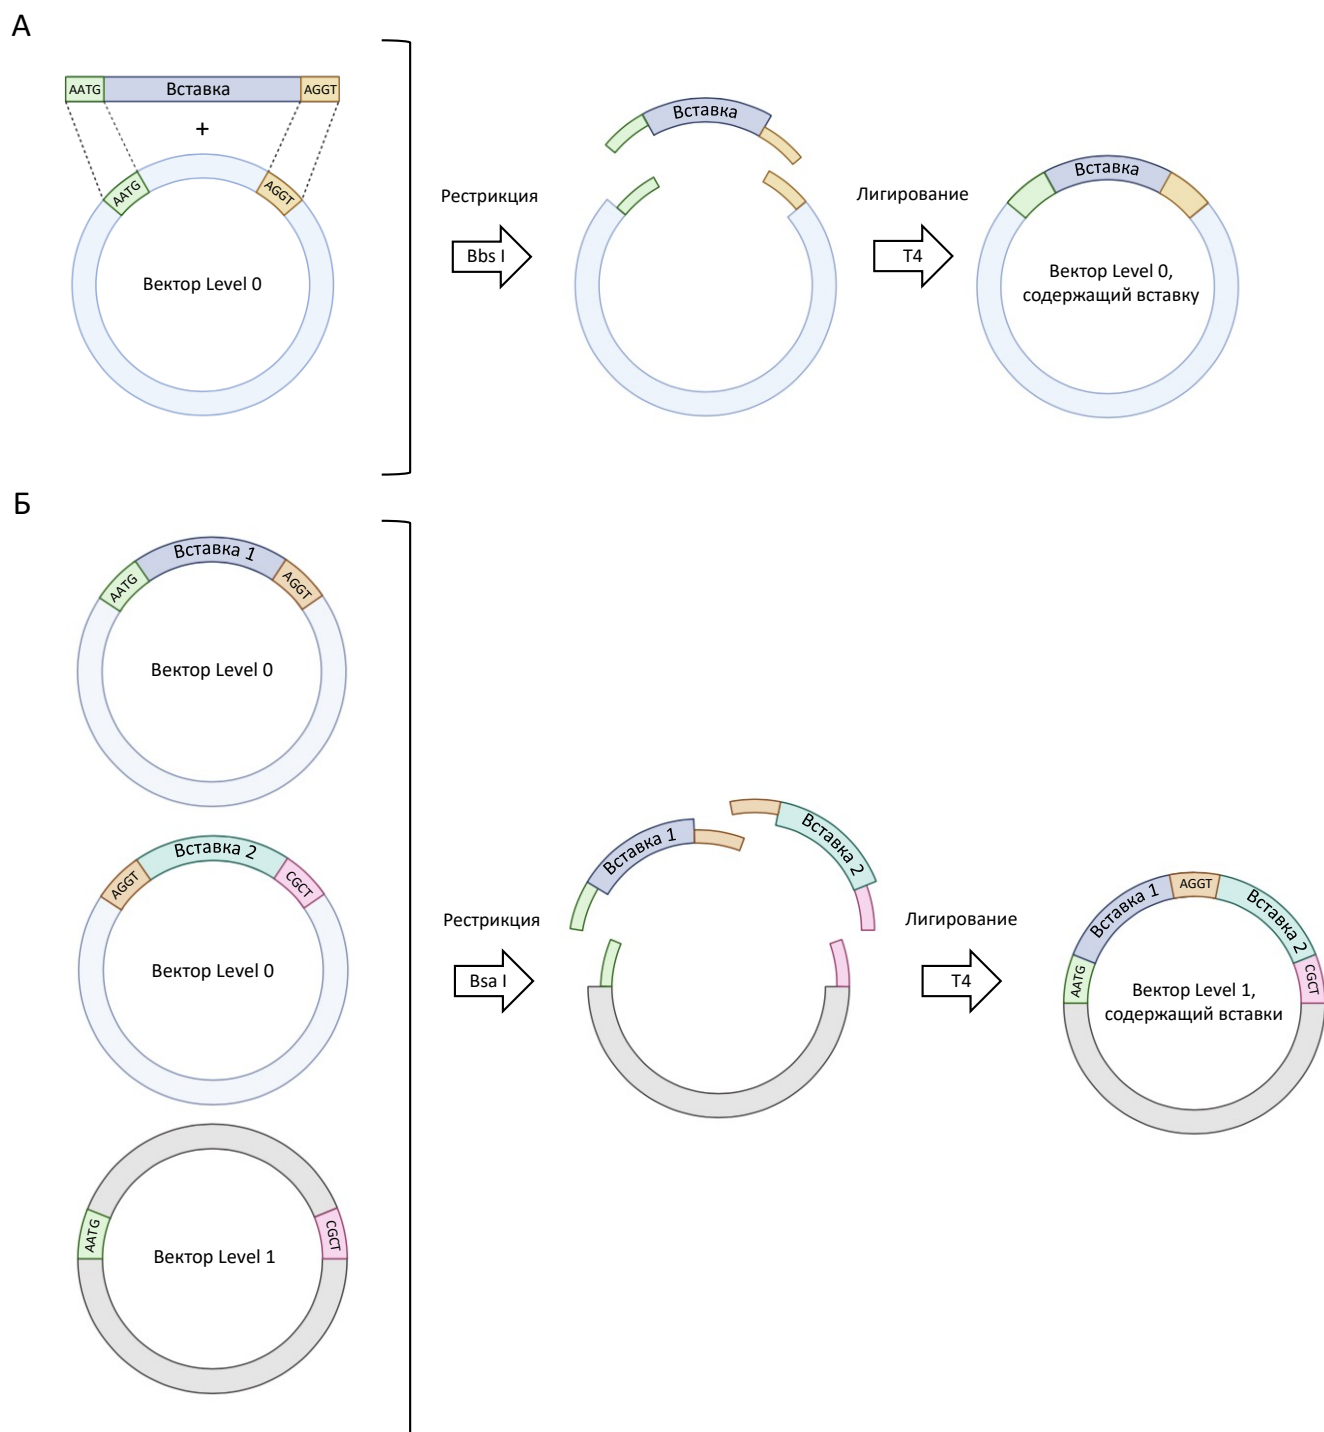 А
AATG
Вставка
AGGT
+
AATG
AGGT
Вектор Level 0
Рестрикция
Bbs I
Вставка
Лигирование
T4
Вставка
Вектор Level 0,
содержащий вставку
Б
AATG
Вставка 1
AGGT
Вектор Level 0
AGGT
Вставка 2
CGCT
Вектор Level 0
AATG
CGCT
Вектор Level 1
Рестрикция
Bsa I
Вставка 1
Вставка 2
Лигирование
T4
AATG
Вставка 1
AGGT
Вставка 2
CGCT
Вектор Level 1,
содержащий вставки